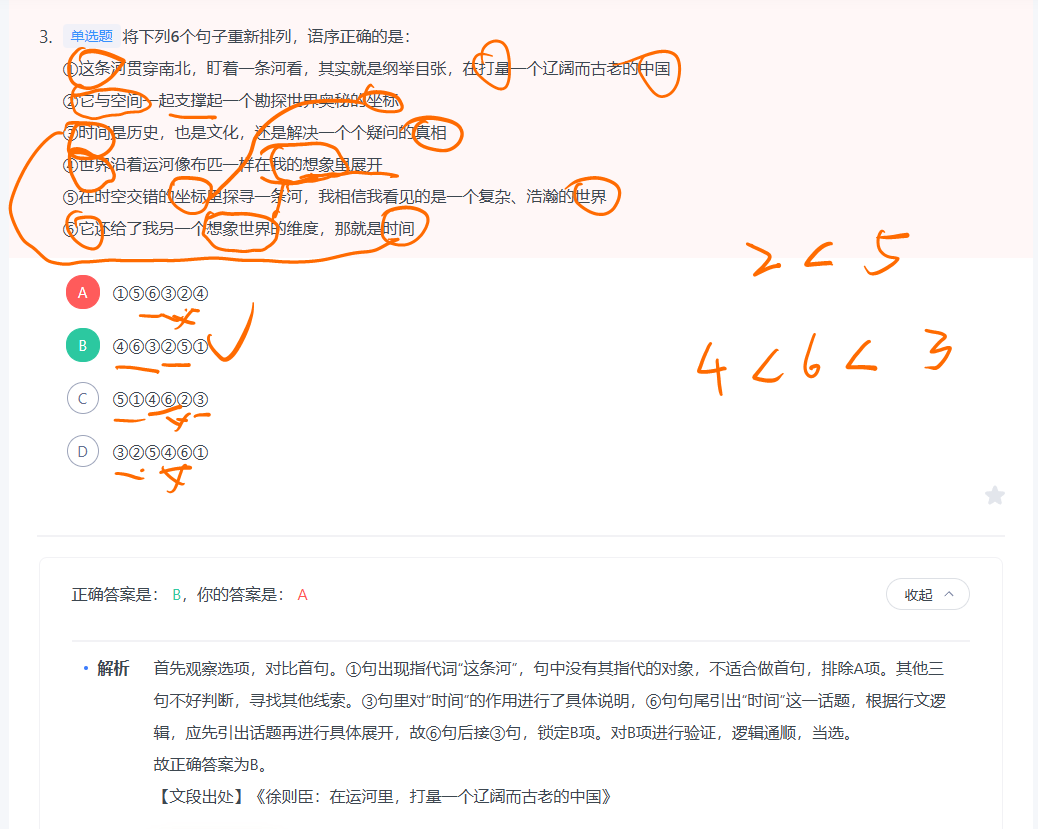 3. 单选题 将下列6个句子重新排列，语序正确的是：
①这条河贯穿南北，盯着一条河看，其实就是纲举目张，在打量一个辽阔而古老的中国
②它与空间一起支撑起一个勘探世界奥秘的坐标
③时间是历史，也是文化，还是解决一个个疑问的真相
④世界沿着运河像布匹一样在我的想象里展开
⑤在时空交错的坐标里探寻一条河，我相信我看见的是一个复杂、浩瀚的世界
⑥它还给了我另一个想象世界的维度，那就是时间
2 < 5
A ①⑤⑥③②④
B ④⑥③②⑤①
4 < 6 < 3
C ⑤①④⑥②③
D ③②⑤④⑥①
正确答案是： B，你的答案是： A
收起
• 解析 首先观察选项，对比首句。①句出现指代词“这条河”，句中没有其指代的对象，不适合做首句，排除A项。其他三
句不好判断，寻找其他线索。③句里对“时间”的作用进行了具体说明，⑥句句尾引出“时间”这一话题，根据行文逻
辑，应先引出话题再进行具体展开，故⑥句后接③句，锁定B项。对B项进行验证，逻辑通顺，当选。
故正确答案为B。
【文段出处】《徐则臣：在运河里，打量一个辽阔而古老的中国》